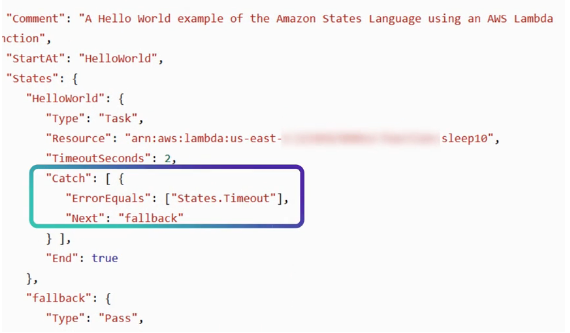 "Comment": "A Hello World example of the Amazon States Language using an AWS Lambda
nction",
"StartAt": "HelloWorld",
"States": {
"HelloWorld": {
"Type": "Task",
"Resource": "arn:aws:lambda:us-east- sleep10",
"TimeoutSeconds": 2,
"Catch": [ {
"ErrorEquals": ["States.Timeout"],
"Next": "fallback"
} ],
"End": true
},
"fallback": {
"Type": "Pass",